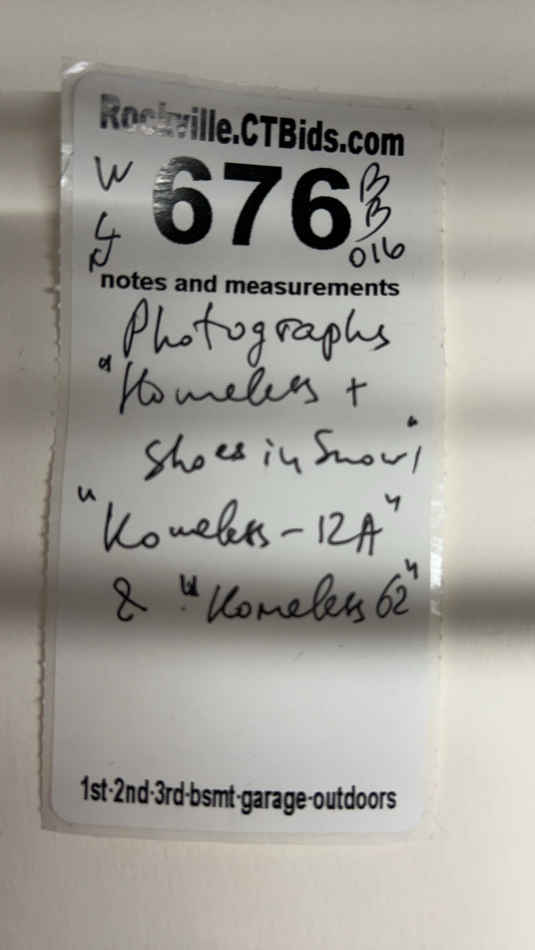 Rockville.CTBids.com
W 676 B
4 B
N 016
notes and measurements
Photographs
"Homeless +
Shoes in Snow"
"Homeless - 12A"
& "Homeless 62"
1st-2nd-3rd-bsmt-garage-outdoors